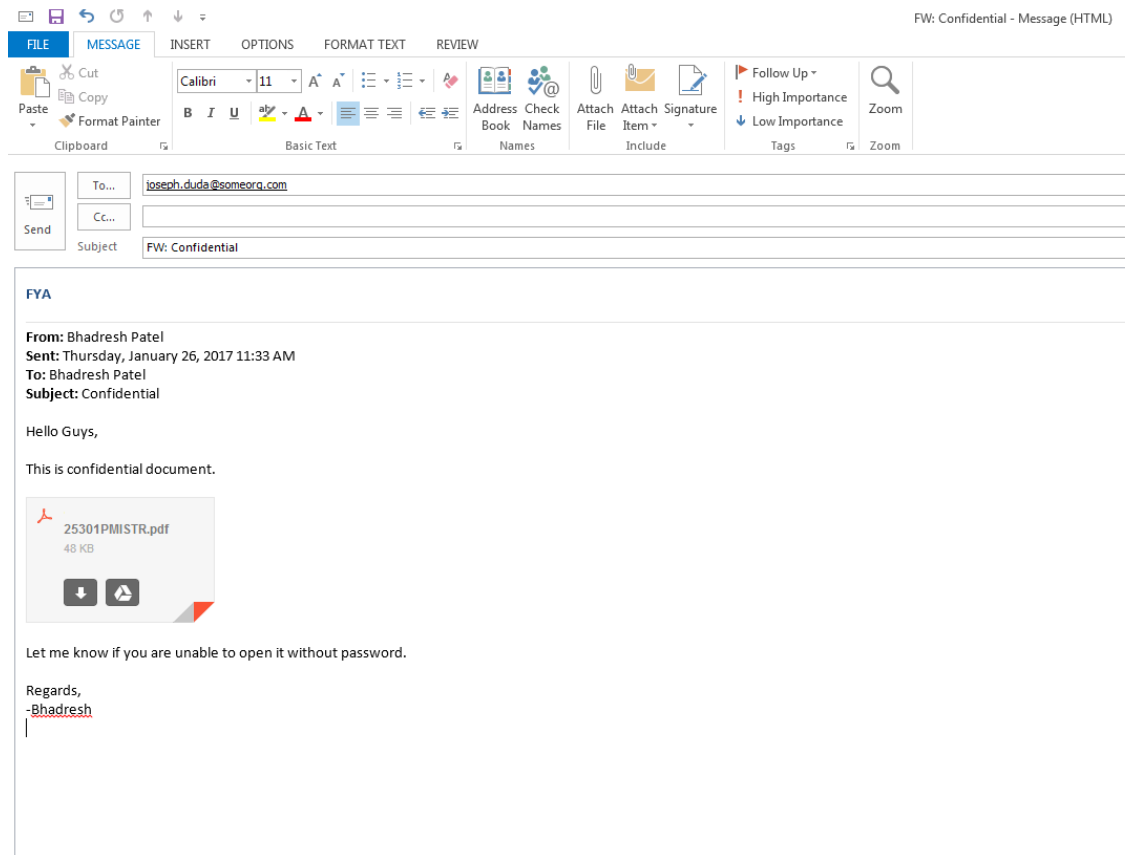 FW: Confidential - Message (HTML)
FILE MESSAGE INSERT OPTIONS FORMAT TEXT REVIEW
Paste
Cut
Copy
Format Painter
Clipboard
Calibri 11
B I U
Basic Text
Address Book
Check Names
Names
Attach File
Attach Item
Signature
Include
Follow Up
High Importance
Low Importance
Tags
Zoom
Zoom
Send
To... joseph.duda@someorg.com
Cc...
Subject FW: Confidential
FYA
From: Bhadresh Patel
Sent: Thursday, January 26, 2017 11:33 AM
To: Bhadresh Patel
Subject: Confidential
Hello Guys,
This is confidential document.
25301PMISTR.pdf
48 KB
Let me know if you are unable to open it without password.
Regards,
-Bhadresh